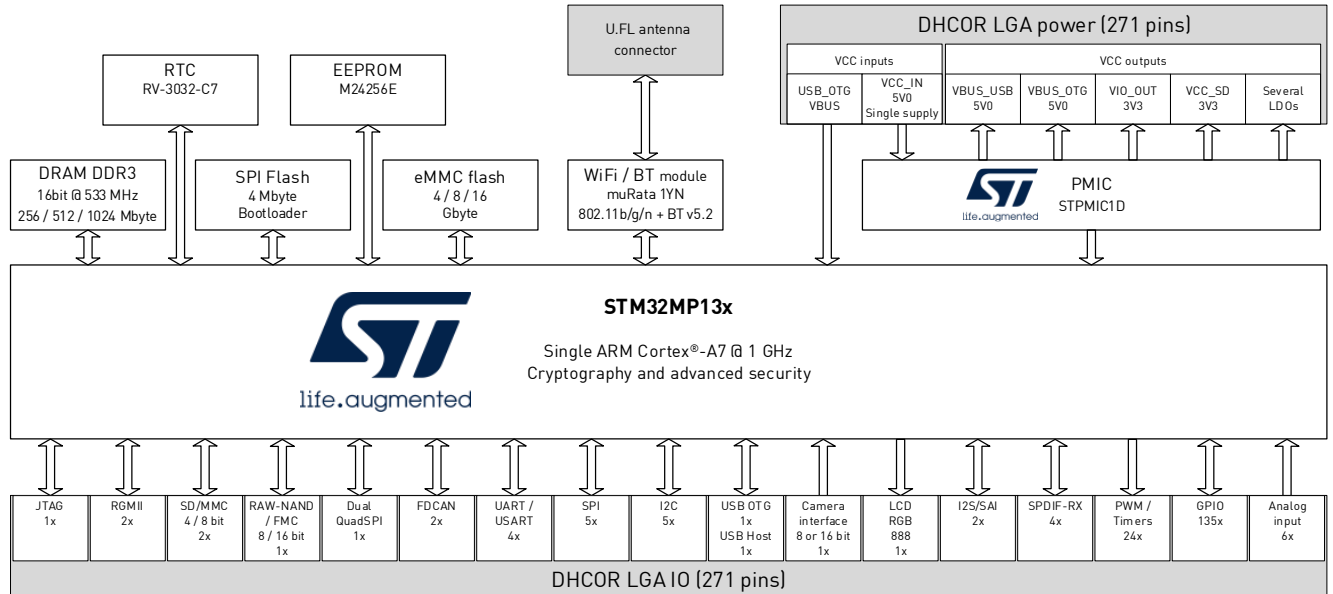 DHCOR LGA power (271 pins)
VCC inputs
VCC outputs
USB_OTG
VBUS
VCC_IN
5V0
Single supply
VBUS_USB
5V0
VBUS_OTG
5V0
VIO_OUT
3V3
VCC_SD
3V3
Several
LDOs
U.FL antenna
connector
RTC
RV-3032-C7
EEPROM
M24256E
DRAM DDR3
16bit @ 533 MHz
256 / 512 / 1024 Mbyte
SPI Flash
4 Mbyte
Bootloader
eMMC flash
4 / 8 / 16
Gbyte
WiFi / BT module
muRata 1YN
802.11b/g/n + BT v5.2
ST
life.augmented
PMIC
STPMIC1D
ST
life.augmented
STM32MP13x
Single ARM Cortex®-A7 @ 1 GHz
Cryptography and advanced security
JTAG
1x
RGMII
2x
SD/MMC
4 / 8 bit
2x
RAW-NAND
/ FMC
8 / 16 bit
1x
Dual
QuadSPI
1x
FDCAN
2x
UART /
USART
4x
SPI
5x
I2C
5x
USB OTG
1x
USB Host
1x
Camera
interface
8 or 16 bit
1x
LCD
RGB
888
1x
I2S/SAI
2x
SPDIF-RX
4x
PWM /
Timers
24x
GPIO
135x
Analog
input
6x
DHCOR LGA IO (271 pins)